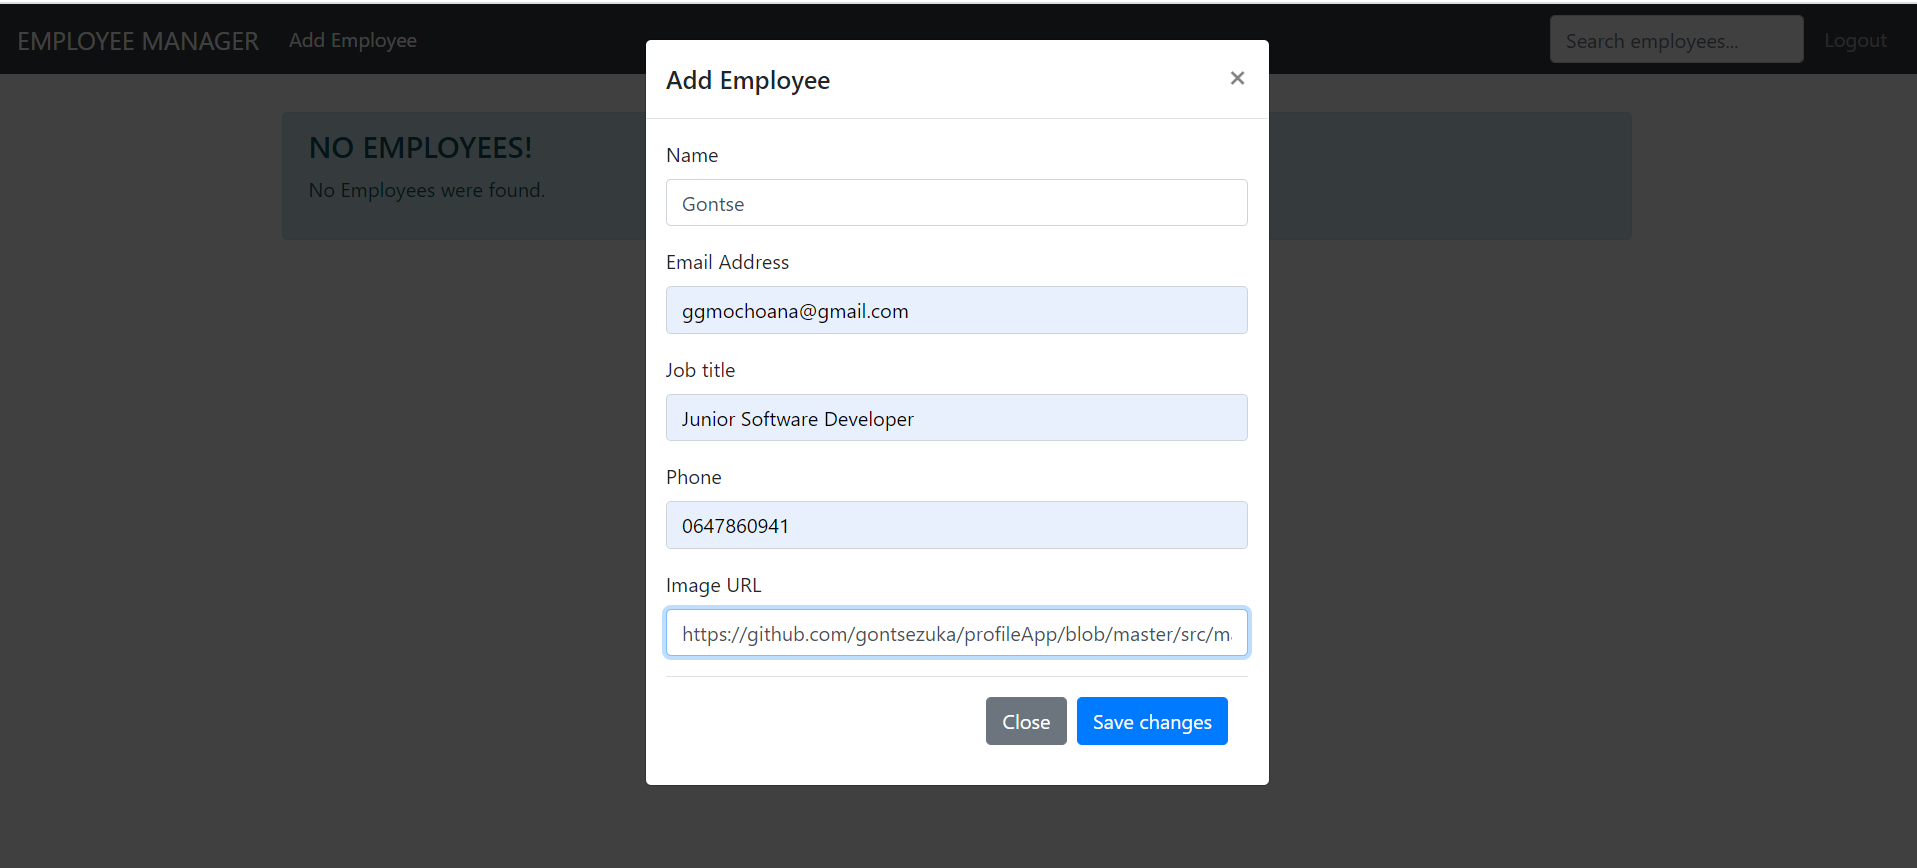 EMPLOYEE MANAGER Add Employee Search employees... Logout
NO EMPLOYEES!
No Employees were found.
Add Employee ×
Name
Gontse
Email Address
ggmochoana@gmail.com
Job title
Junior Software Developer
Phone
0647860941
Image URL
https://github.com/gontsezuka/profileApp/blob/master/src/m
Close Save changes